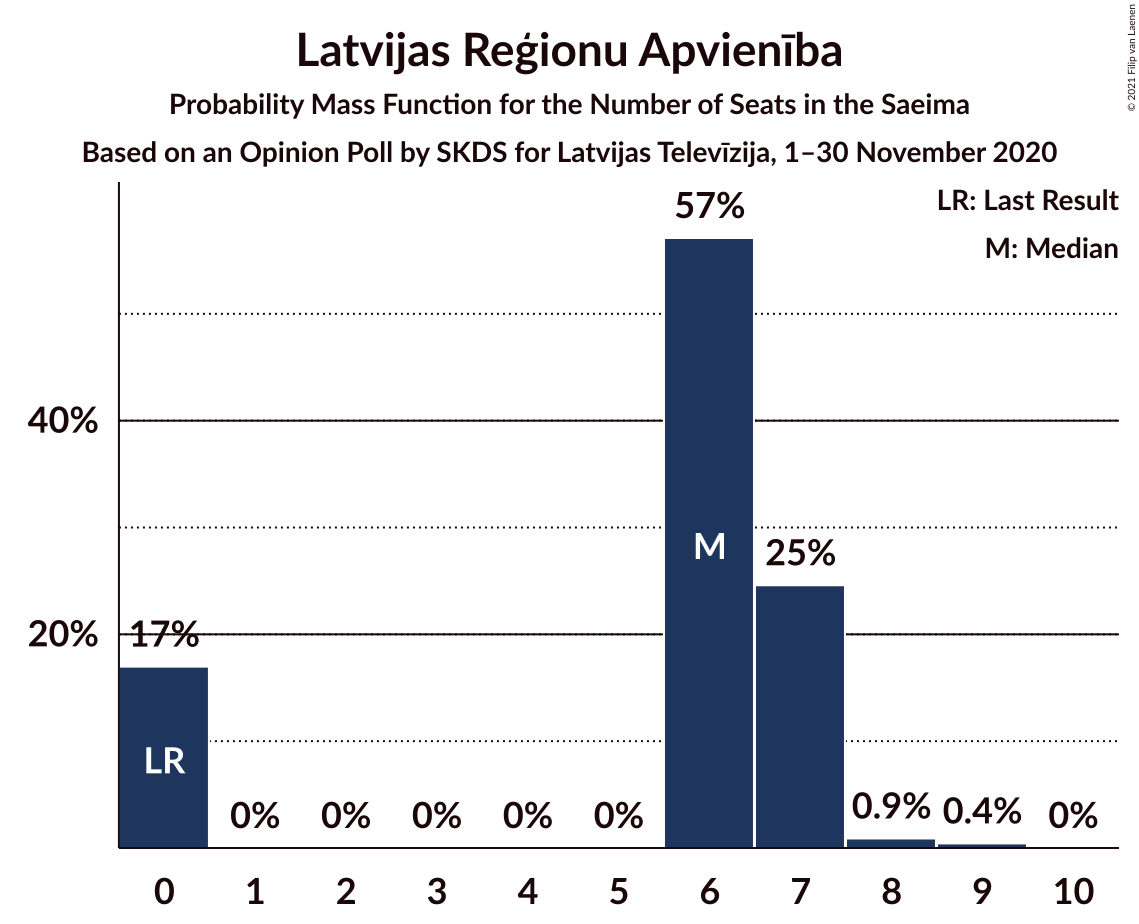 Latvijas Reģionu Apvienība
Probability Mass Function for the Number of Seats in the Saeima
Based on an Opinion Poll by SKDS for Latvijas Televīzija, 1–30 November 2020
© 2021 Filip van Laenen
LR: Last Result
M: Median
57%
40%
M
25%
20%
17%
LR
0%
0%
0%
0%
0%
0.9%
0.4%
0%
0 1 2 3 4 5 6 7 8 9 10